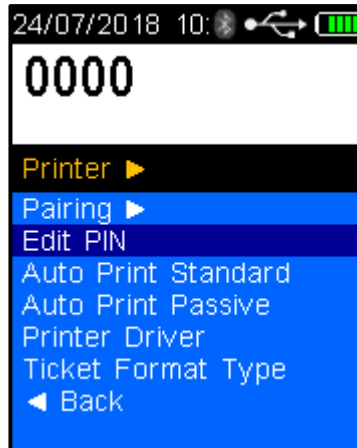 24/07/2018 10:
0000
Printer ▶
Pairing ▶
Edit PIN
Auto Print Standard
Auto Print Passive
Printer Driver
Ticket Format Type
◀ Back